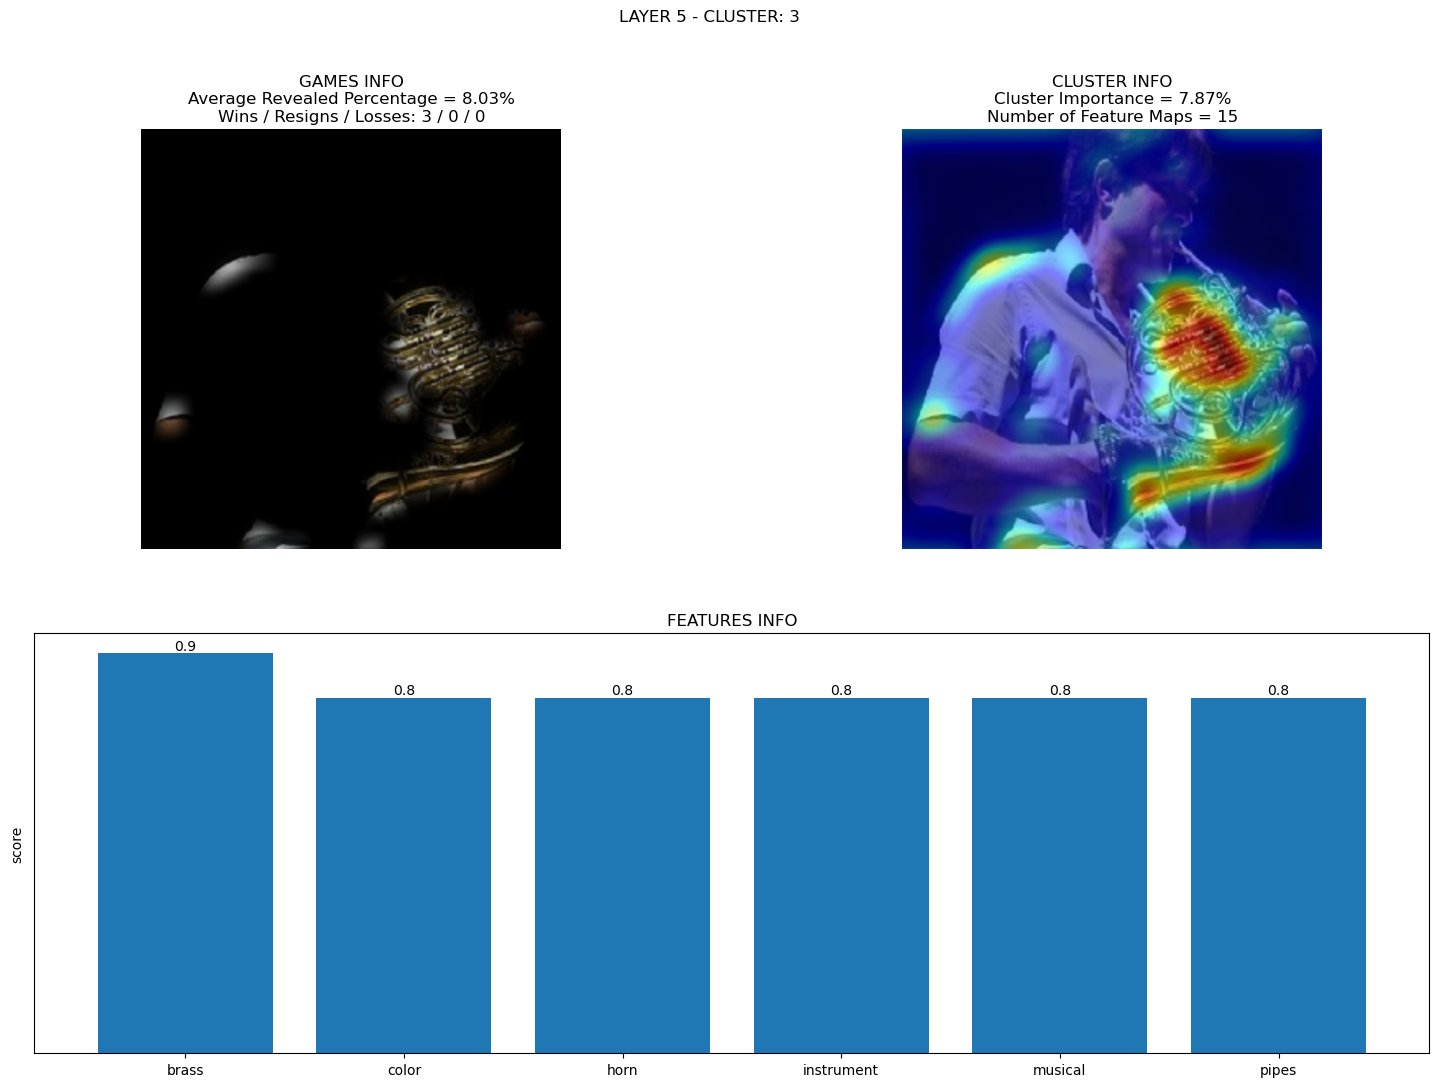 LAYER 5 - CLUSTER: 3
GAMES INFO
Average Revealed Percentage = 8.03%
Wins / Resigns / Losses: 3 / 0 / 0
CLUSTER INFO
Cluster Importance = 7.87%
Number of Feature Maps = 15
FEATURES INFO
0.9
0.8
0.8
0.8
0.8
0.8
score
brass
color
horn
instrument
musical
pipes